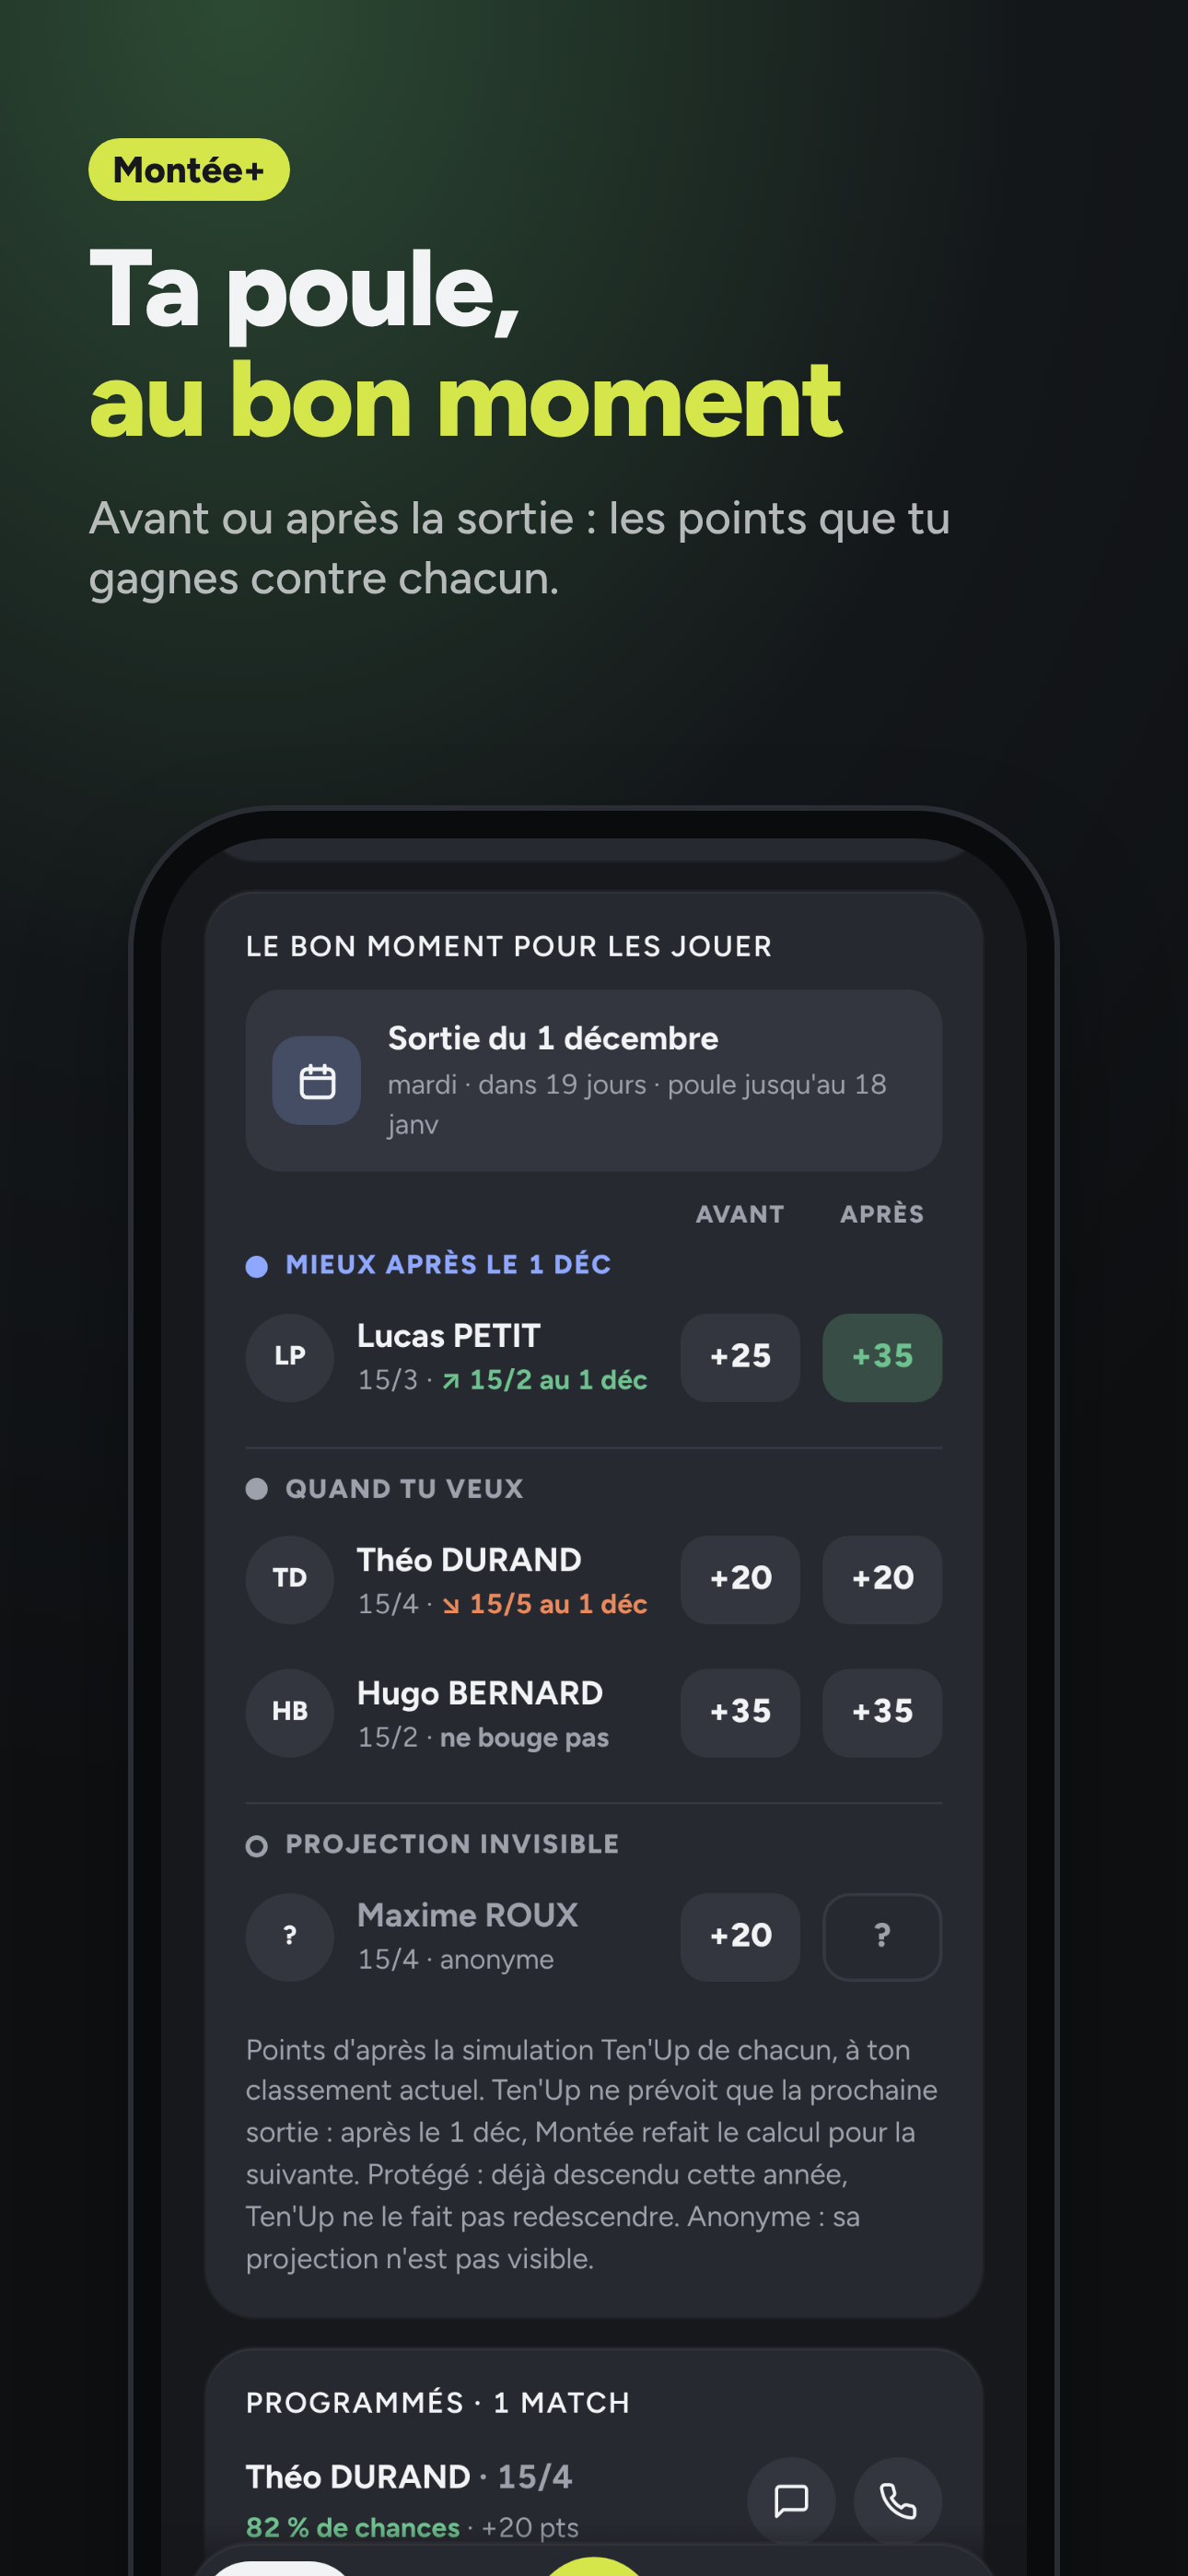 Montée+
Ta poule,
au bon moment
Avant ou après la sortie : les points que tu
gagnes contre chacun.
LE BON MOMENT POUR LES JOUER
Sortie du 1 décembre
mardi · dans 19 jours · poule jusqu'au 18
janv
AVANT APRÈS
MIEUX APRÈS LE 1 DÉC
LP Lucas PETIT +25 +35
15/3 · ↗ 15/2 au 1 déc
QUAND TU VEUX
TD Théo DURAND +20 +20
15/4 · ↘ 15/5 au 1 déc
HB Hugo BERNARD +35 +35
15/2 · ne bouge pas
PROJECTION INVISIBLE
? Maxime ROUX +20 ?
15/4 · anonyme
Points d'après la simulation Ten'Up de chacun, à ton
classement actuel. Ten'Up ne prévoit que la prochaine
sortie : après le 1 déc, Montée refait le calcul pour la
suivante. Protégé : déjà descendu cette année,
Ten'Up ne le fait pas redescendre. Anonyme : sa
projection n'est pas visible.
PROGRAMMÉS · 1 MATCH
Théo DURAND · 15/4
82 % de chances · +20 pts